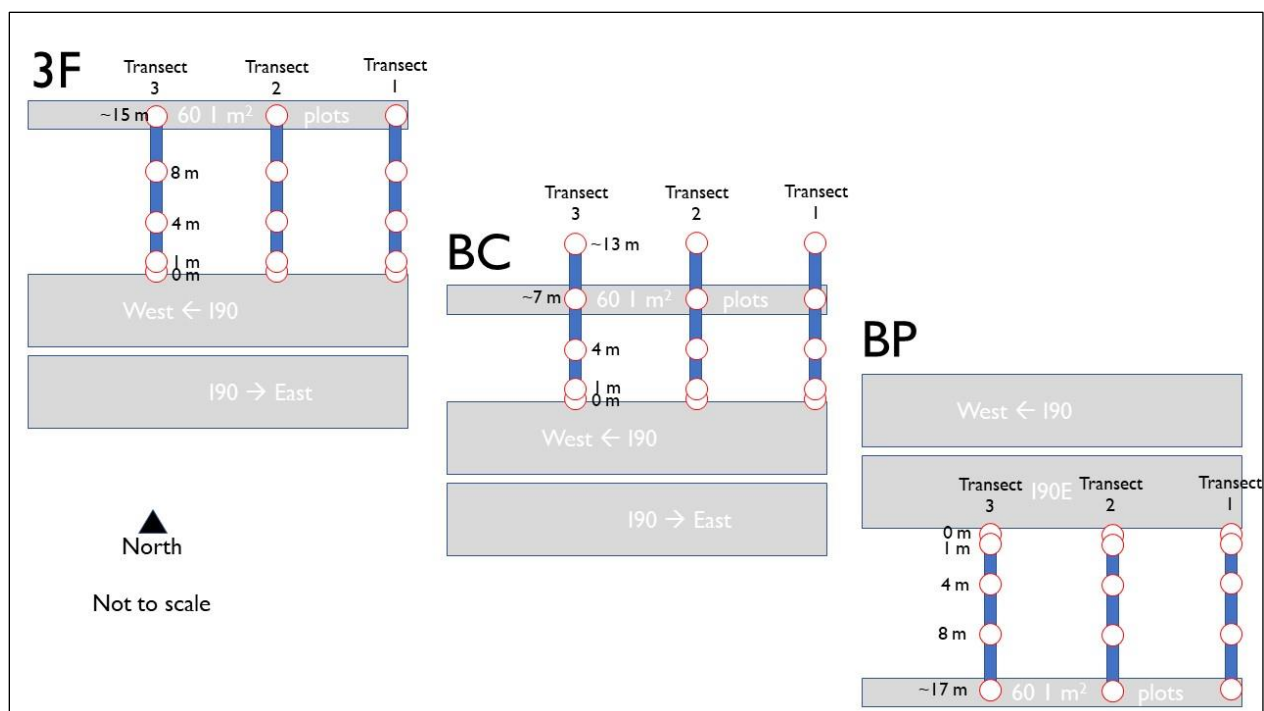 3F
Transect 3
Transect 2
Transect 1
~15 m
60 1 m² plots
8 m
4 m
1 m
0 m
West ← I90
I90 → East
North
Not to scale
BC
Transect 3
Transect 2
Transect 1
~13 m
~7 m
60 1 m² plots
4 m
1 m
0 m
West ← I90
I90 → East
BP
West ← I90
I90E
Transect 3
Transect 2
Transect 1
0 m
1 m
4 m
8 m
~17 m
60 1 m² plots